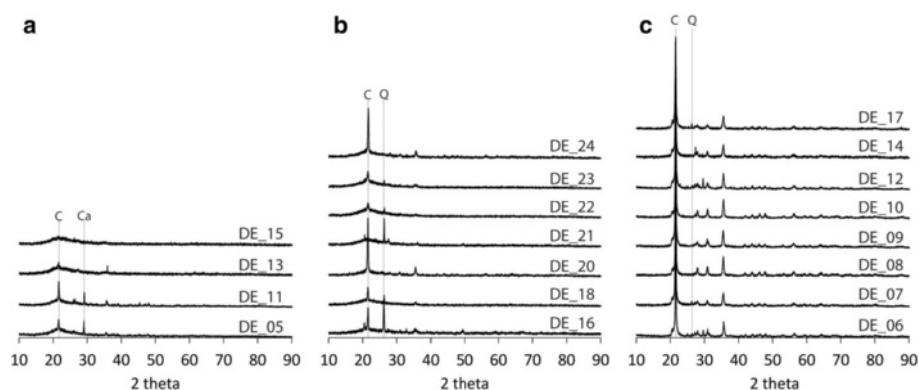 a
C Ca
DE_15
DE_13
DE_11
DE_05
10 20 30 40 50 60 70 80 90
2 theta
b
C Q
DE_24
DE_23
DE_22
DE_21
DE_20
DE_18
DE_16
10 20 30 40 50 60 70 80 90
2 theta
c
C Q
DE_17
DE_14
DE_12
DE_10
DE_09
DE_08
DE_07
DE_06
10 20 30 40 50 60 70 80 90
2 theta